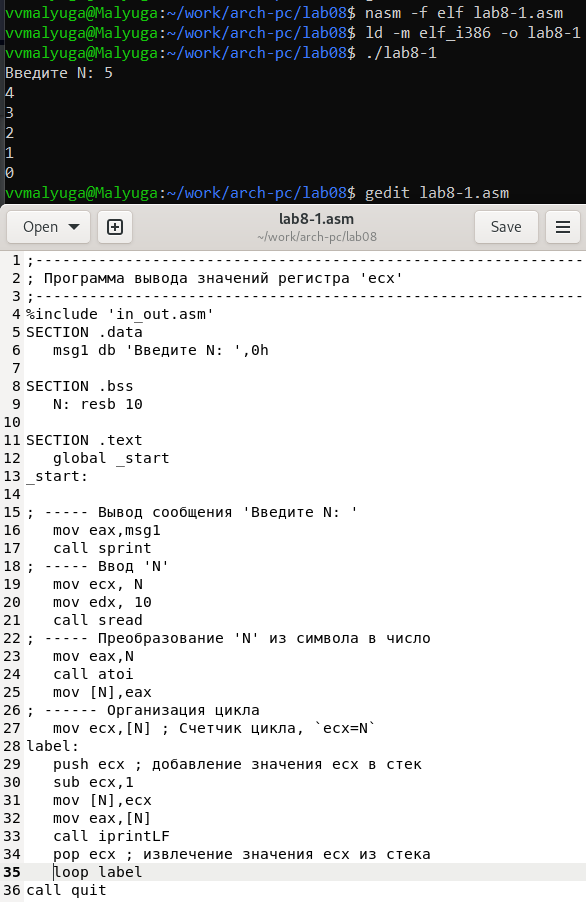 vvmalyuga@Malyuga:~/work/arch-pc/lab08$ nasm -f elf lab8-1.asm
vvmalyuga@Malyuga:~/work/arch-pc/lab08$ ld -m elf_i386 -o lab8-1
vvmalyuga@Malyuga:~/work/arch-pc/lab08$ ./lab8-1
Введите N: 5
4
3
2
1
0
vvmalyuga@Malyuga:~/work/arch-pc/lab08$ gedit lab8-1.asm
Open lab8-1.asm Save
~/work/arch-pc/lab08
1 ;--------------------------------------------------------------
2 ; Программа вывода значений регистра 'ecx'
3 ;--------------------------------------------------------------
4 %include 'in_out.asm'
5 SECTION .data
6    msg1 db 'Введите N: ',0h
7
8 SECTION .bss
9    N: resb 10
10
11 SECTION .text
12    global _start
13 _start:
14
15 ; ----- Вывод сообщения 'Введите N: '
16    mov eax,msg1
17    call sprint
18 ; ----- Ввод 'N'
19    mov ecx, N
20    mov edx, 10
21    call sread
22 ; ----- Преобразование 'N' из символа в число
23    mov eax,N
24    call atoi
25    mov [N],eax
26 ; ------ Организация цикла
27    mov ecx,[N] ; Счетчик цикла, `ecx=N`
28 label:
29    push ecx ; добавление значения ecx в стек
30    sub ecx,1
31    mov [N],ecx
32    mov eax,[N]
33    call iprintLF
34    pop ecx ; извлечение значения ecx из стека
35    loop label
36 call quit